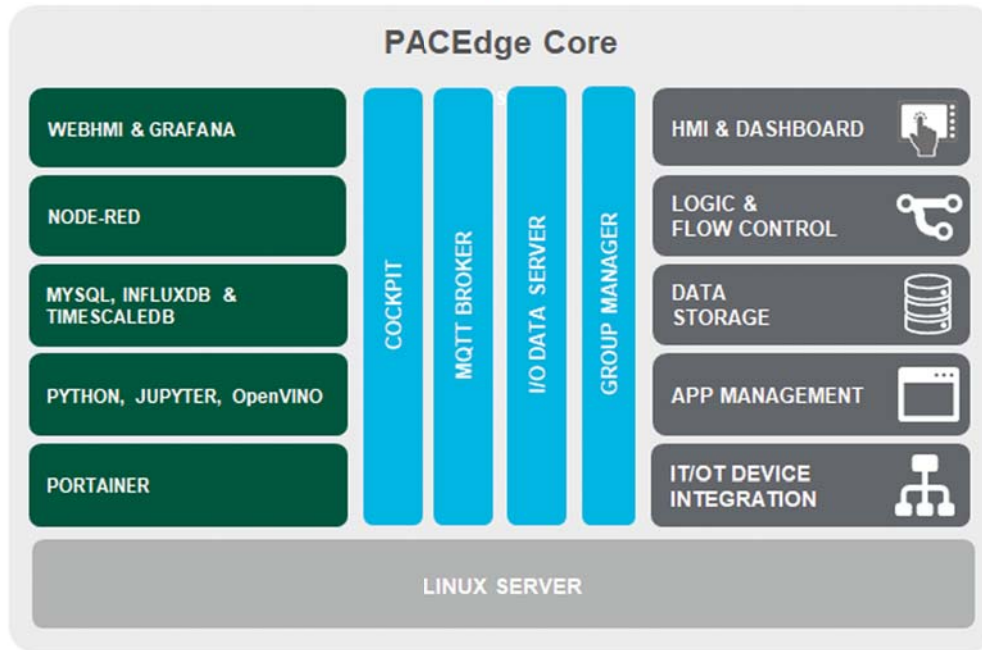 PACEdge Core
s
WEBHMI & GRAFANA
NODE-RED
MYSQL, INFLUXDB &
TIMESCALEDB
PYTHON, JUPYTER, OpenVINO
PORTAINER
COCKPIT
MQTT BROKER
I/O DATA SERVER
GROUP MANAGER
HMI & DASHBOARD
LOGIC &
FLOW CONTROL
DATA
STORAGE
APP MANAGEMENT
IT/OT DEVICE
INTEGRATION
LINUX SERVER